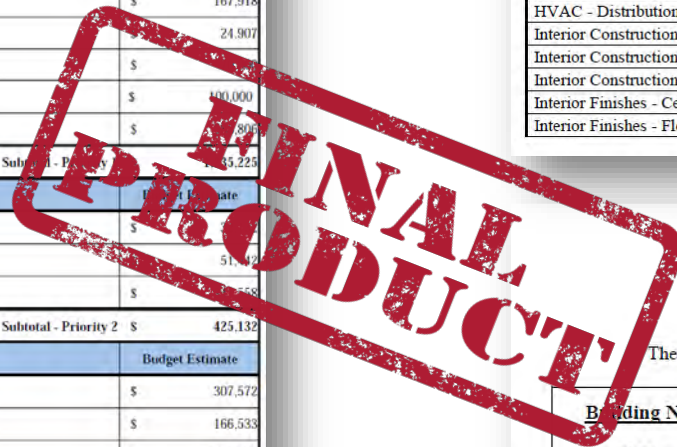 $ 167,918
24,907
$
$ 100,000
$
Subtotal - Priority
Budget Estimate
$
$
Subtotal - Priority 2 $ 425,132
Budget Estimate
$ 307,572
$ 166,533
HVAC - Distribution
Interior Construction
Interior Construction
Interior Construction
Interior Finishes - Ce
Interior Finishes - Fl
FINAL
PRODUCT
The
Building N